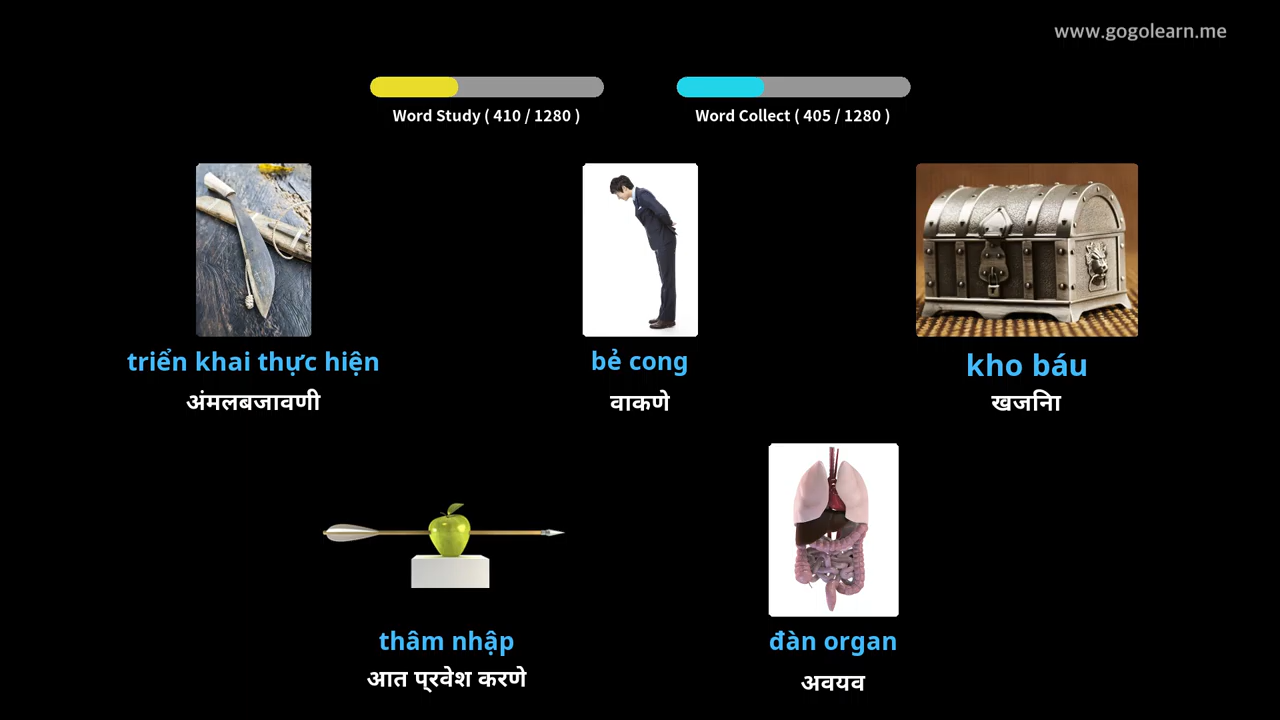 www.gogolearn.me
Word Study ( 410 / 1280 )
Word Collect ( 405 / 1280 )
triển khai thực hiện
अंमलबजावणी
bẻ cong
वाकणे
kho báu
खजिना
thâm nhập
आत प्रवेश करणे
đàn organ
अवयव